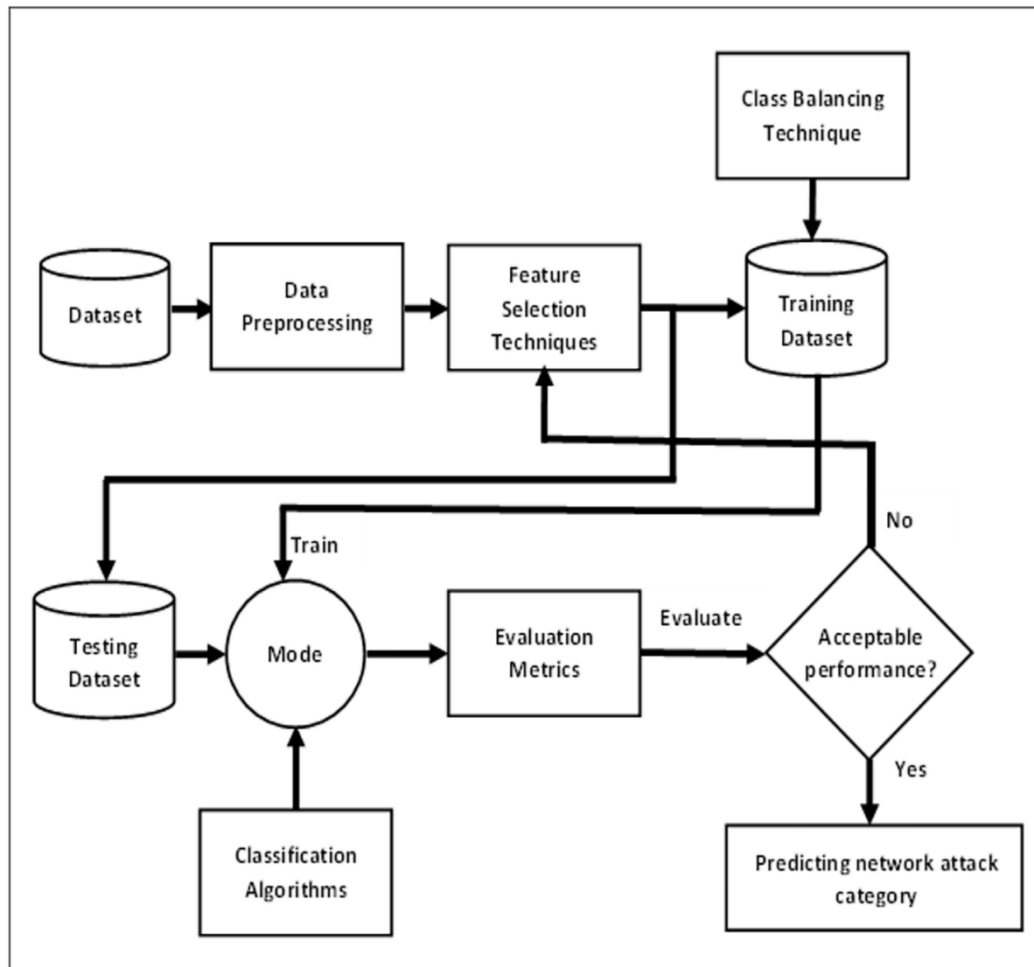 Class Balancing
Technique
Dataset
Data
Preprocessing
Feature
Selection
Techniques
Training
Dataset
No
Train
Testing
Dataset
Mode
Evaluation
Metrics
Evaluate
Acceptable
performance?
Yes
Classification
Algorithms
Predicting network attack
category